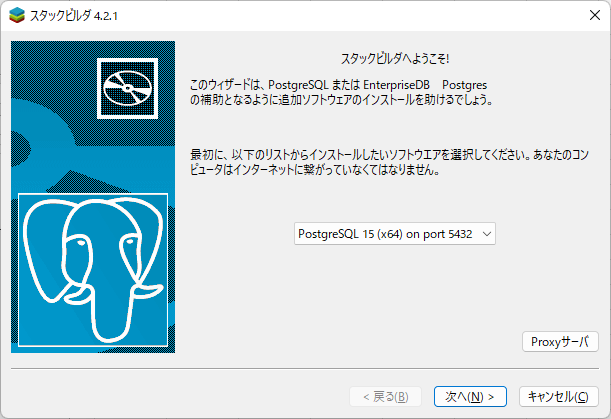 スタックビルダ 4.2.1
スタックビルダへようこそ!
このウィザードは、PostgreSQL または EnterpriseDB　Postgres
の補助となるように追加ソフトウェアのインストールを助けるでしょう。
最初に、以下のリストからインストールしたいソフトウエアを選択してください。あなたのコン
ピュータはインターネットに繋がっていなくてはなりません。
PostgreSQL 15 (x64) on port 5432
Proxyサーバ
< 戻る(B)
次へ(N) >
キャンセル(C)